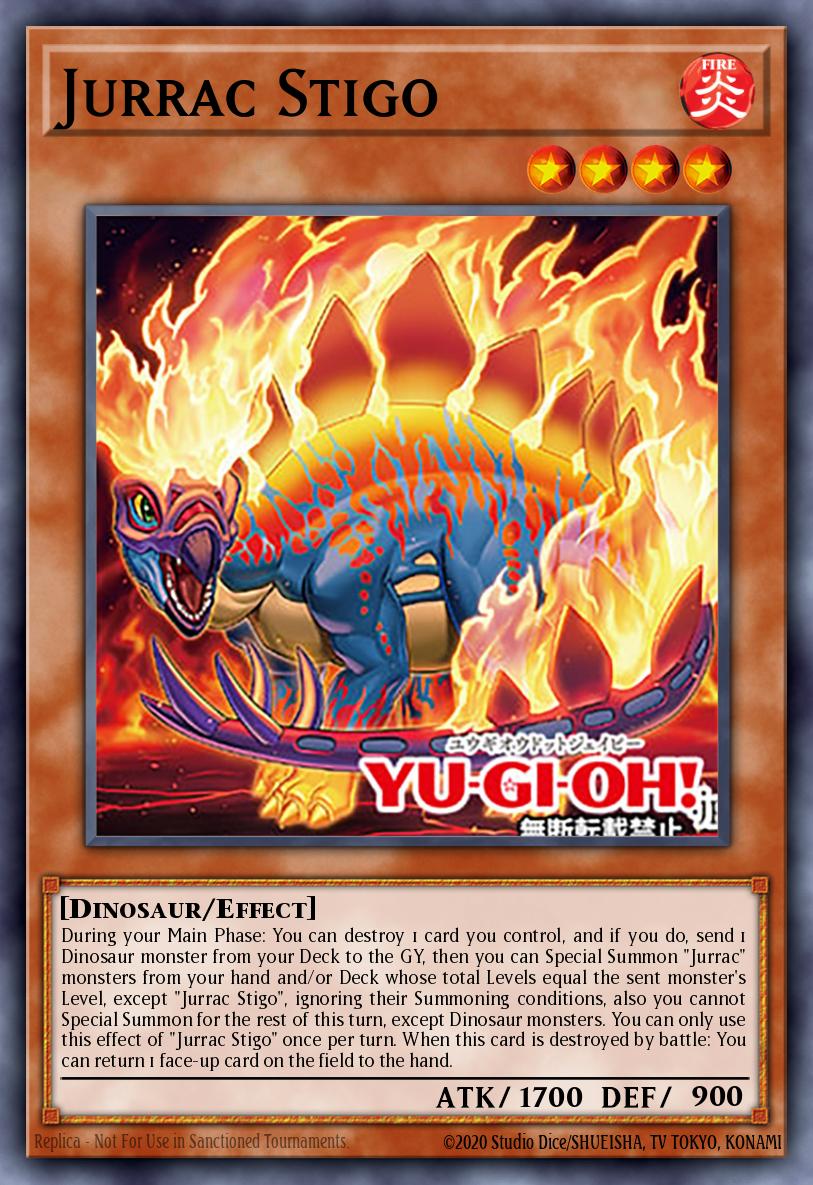 Jurrac Stigo
FIRE
炎
ユウギオウドットジェイピー
YU-GI-OH!
無断転載禁止
[Dinosaur/Effect]
During your Main Phase: You can destroy 1 card you control, and if you do, send 1
Dinosaur monster from your Deck to the GY, then you can Special Summon "Jurrac"
monsters from your hand and/or Deck whose total Levels equal the sent monster's
Level, except "Jurrac Stigo", ignoring their Summoning conditions, also you cannot
Special Summon for the rest of this turn, except Dinosaur monsters. You can only use
this effect of "Jurrac Stigo" once per turn. When this card is destroyed by battle: You
can return 1 face-up card on the field to the hand.
ATK/ 1700 DEF/ 900
Replica - Not For Use in Sanctioned Tournaments.
©2020 Studio Dice/SHUEISHA, TV TOKYO, KONAMI